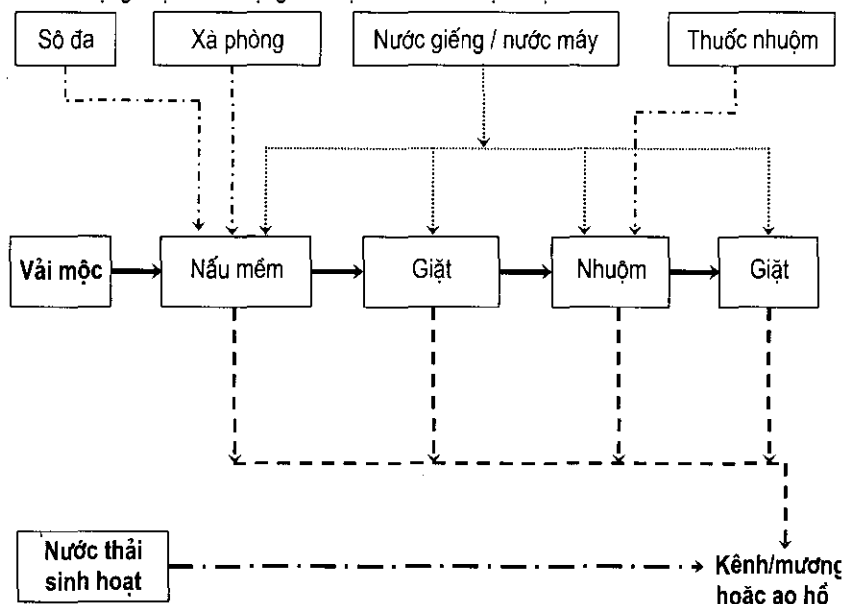 Sô đa
Xà phòng
Nước giếng / nước máy
Thuốc nhuộm
Vải mộc
Nấu mềm
Giặt
Nhuộm
Giặt
Nước thải
sinh hoạt
Kênh/mương
hoặc ao hồ